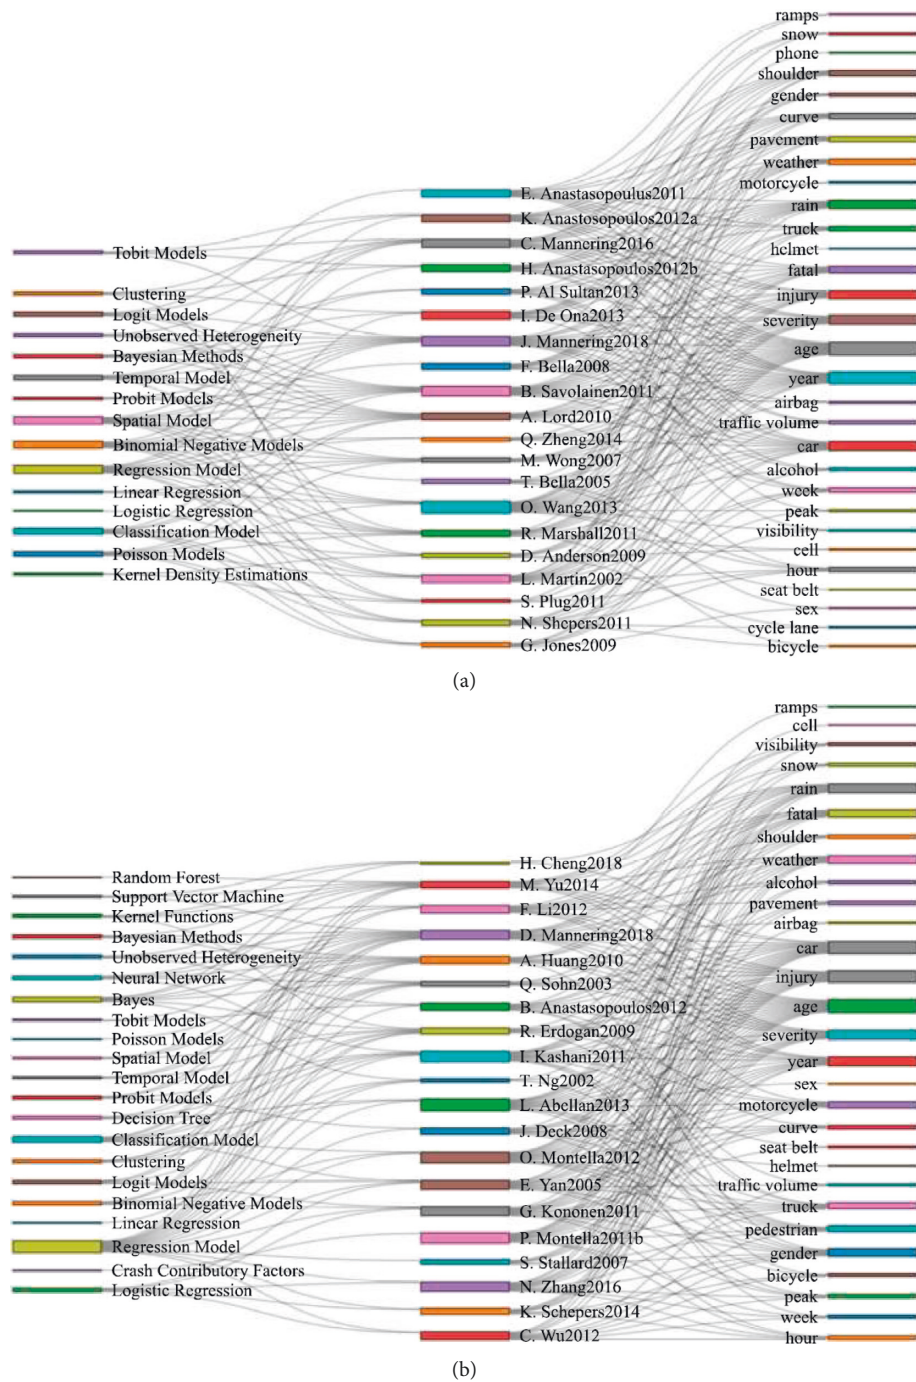 Tobit Models
Clustering
Logit Models
Unobserved Heterogeneity
Bayesian Methods
Temporal Model
Probit Models
Spatial Model
Binomial Negative Models
Regression Model
Linear Regression
Logistic Regression
Classification Model
Poisson Models
Kernel Density Estimations
E. Anastasopoulus2011
K. Anastosopoulos2012a
C. Mannering2016
H. Anastasopoulos2012b
P. Al Sultan2013
I. De Ona2013
J. Mannering2018
F. Bella2008
B. Savolainen2011
A. Lord2010
Q. Zheng2014
M. Wong2007
T. Bella2005
O. Wang2013
R. Marshall2011
D. Anderson2009
L. Martin2002
S. Plug2011
N. Shepers2011
G. Jones2009
ramps
snow
phone
shoulder
gender
curve
pavement
weather
motorcycle
rain
truck
helmet
fatal
injury
severity
age
year
airbag
traffic volume
car
alcohol
week
peak
visibility
cell
hour
seat belt
sex
cycle lane
bicycle
(a)
Random Forest
Support Vector Machine
Kernel Functions
Bayesian Methods
Unobserved Heterogeneity
Neural Network
Bayes
Tobit Models
Poisson Models
Spatial Model
Temporal Model
Probit Models
Decision Tree
Classification Model
Clustering
Logit Models
Binomial Negative Models
Linear Regression
Regression Model
Crash Contributory Factors
Logistic Regression
H. Cheng2018
M. Yu2014
F. Li2012
D. Mannering2018
A. Huang2010
Q. Sohn2003
B. Anastasopoulos2012
R. Erdogan2009
I. Kashani2011
T. Ng2002
L. Abellan2013
J. Deck2008
O. Montella2012
E. Yan2005
G. Kononen2011
P. Montella2011b
S. Stallard2007
N. Zhang2016
K. Schepers2014
C. Wu2012
ramps
cell
visibility
snow
rain
fatal
shoulder
weather
alcohol
pavement
airbag
car
injury
age
severity
year
sex
motorcycle
curve
seat belt
helmet
traffic volume
truck
pedestrian
gender
bicycle
peak
week
hour
(b)